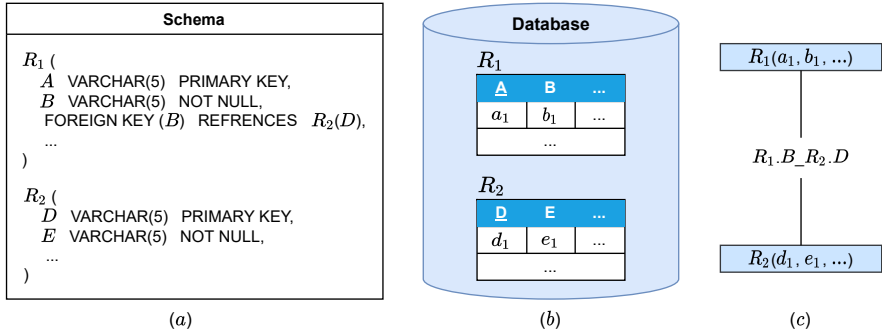 Schema
R₁ (
A VARCHAR(5) PRIMARY KEY,
B VARCHAR(5) NOT NULL,
FOREIGN KEY (B) REFRENCES R₂(D),
...
)
R₂ (
D VARCHAR(5) PRIMARY KEY,
E VARCHAR(5) NOT NULL,
...
)
(a)
Database
R₁
A B ...
a₁ b₁ ...
...
R₂
D E ...
d₁ e₁ ...
...
(b)
R₁(a₁, b₁, ...)
R₁.B_R₂.D
R₂(d₁, e₁, ...)
(c)